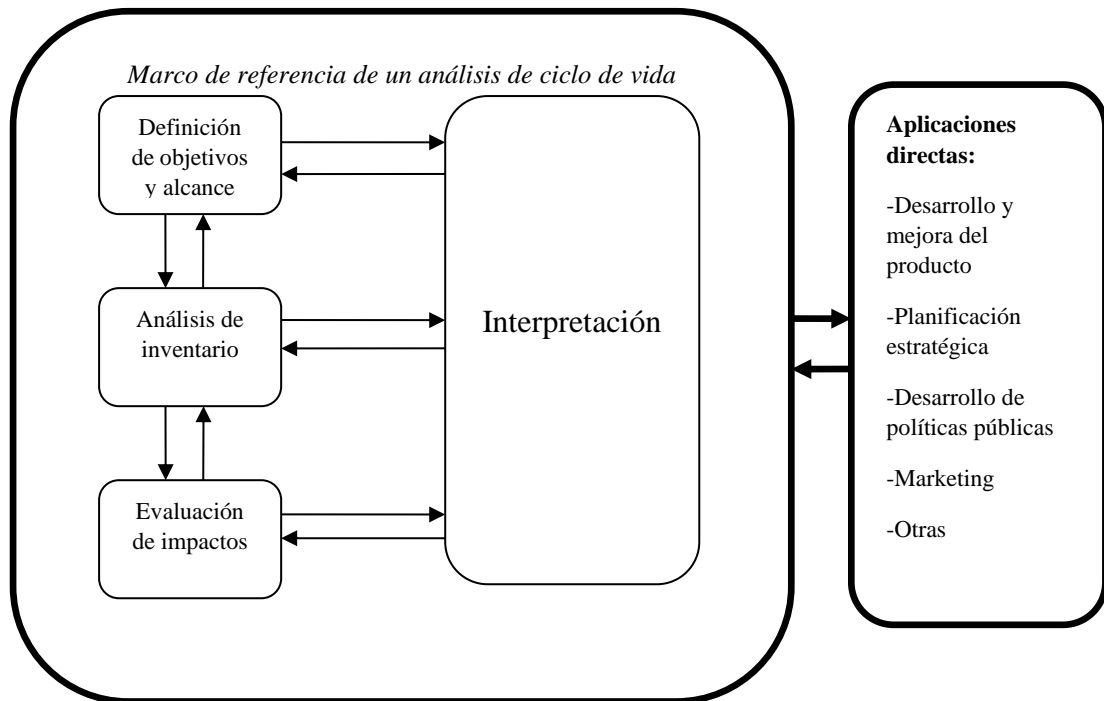 Marco de referencia de un análisis de ciclo de vida
Definición
de objetivos
y alcance
Análisis de
inventario
Evaluación
de impactos
Interpretación
Aplicaciones
directas:
-Desarrollo y
mejora del
producto
-Planificación
estratégica
-Desarrollo de
políticas públicas
-Marketing
-Otras